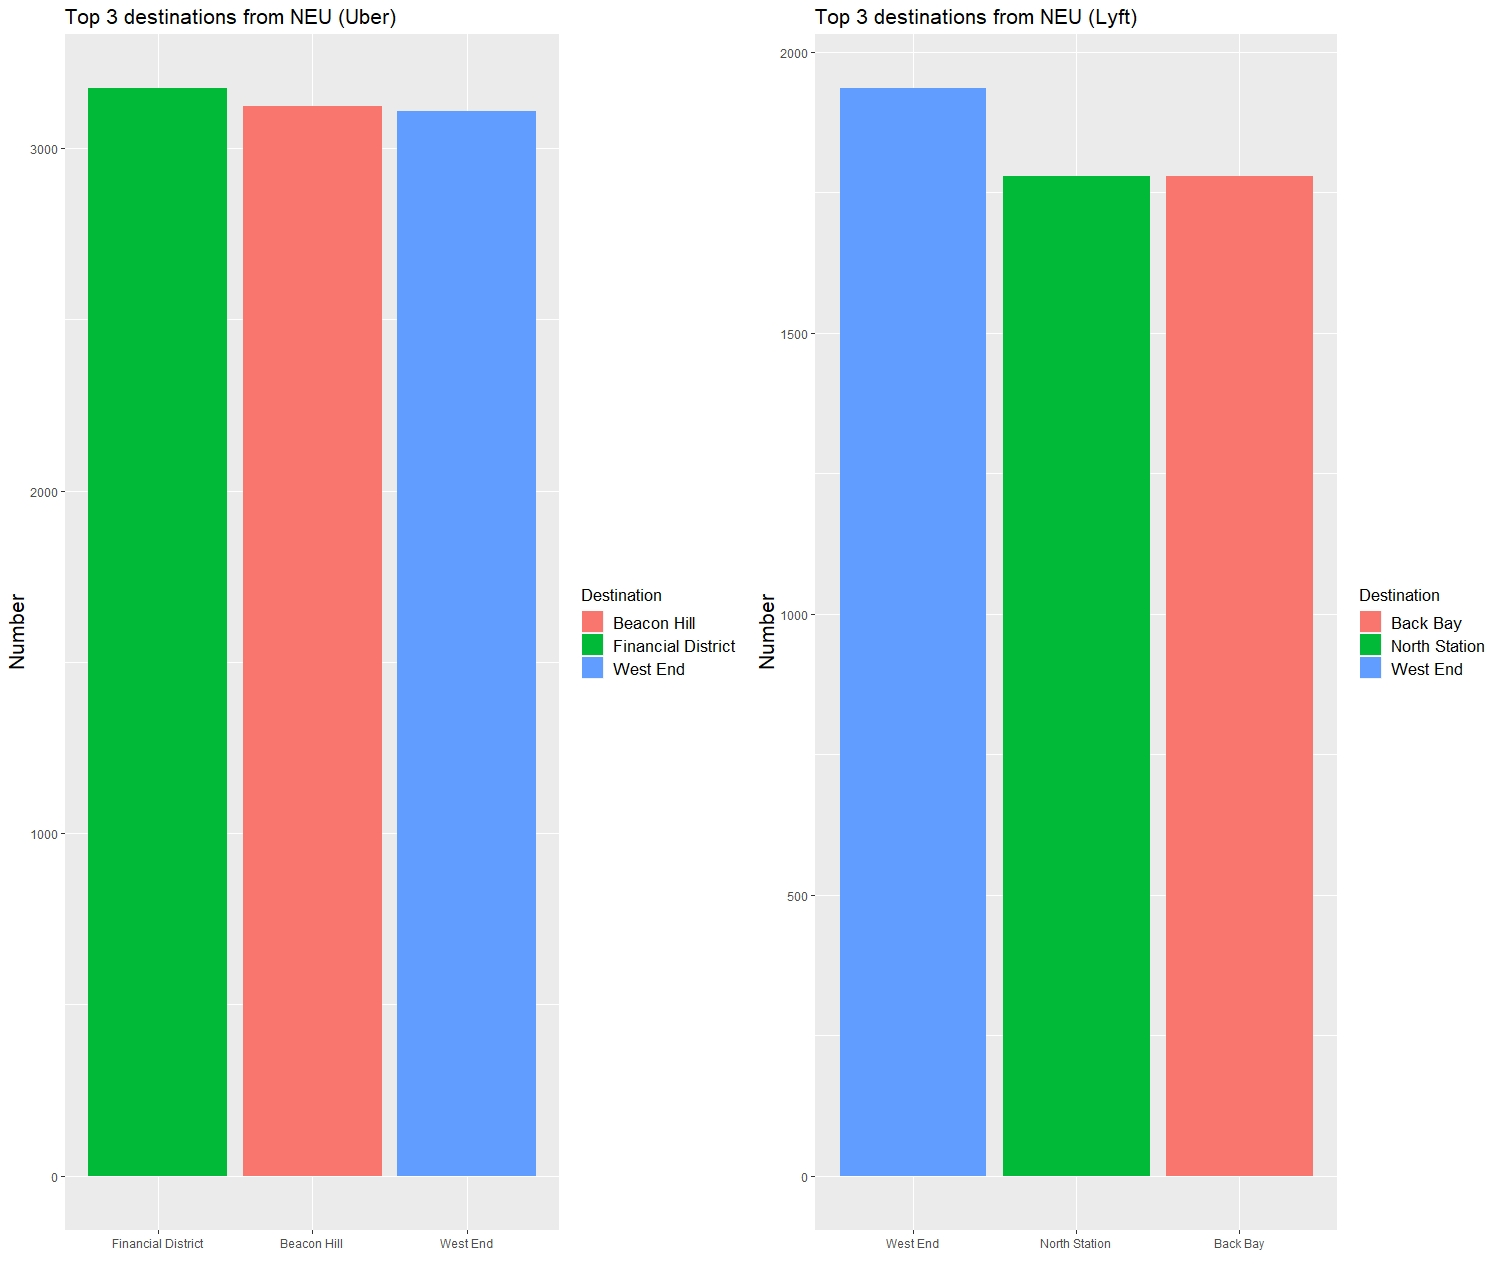 Top 3 destinations from NEU (Uber)
Number
3000
2000
1000
0
Financial District
Beacon Hill
West End
Destination
Beacon Hill
Financial District
West End
Top 3 destinations from NEU (Lyft)
Number
2000
1500
1000
500
0
West End
North Station
Back Bay
Destination
Back Bay
North Station
West End